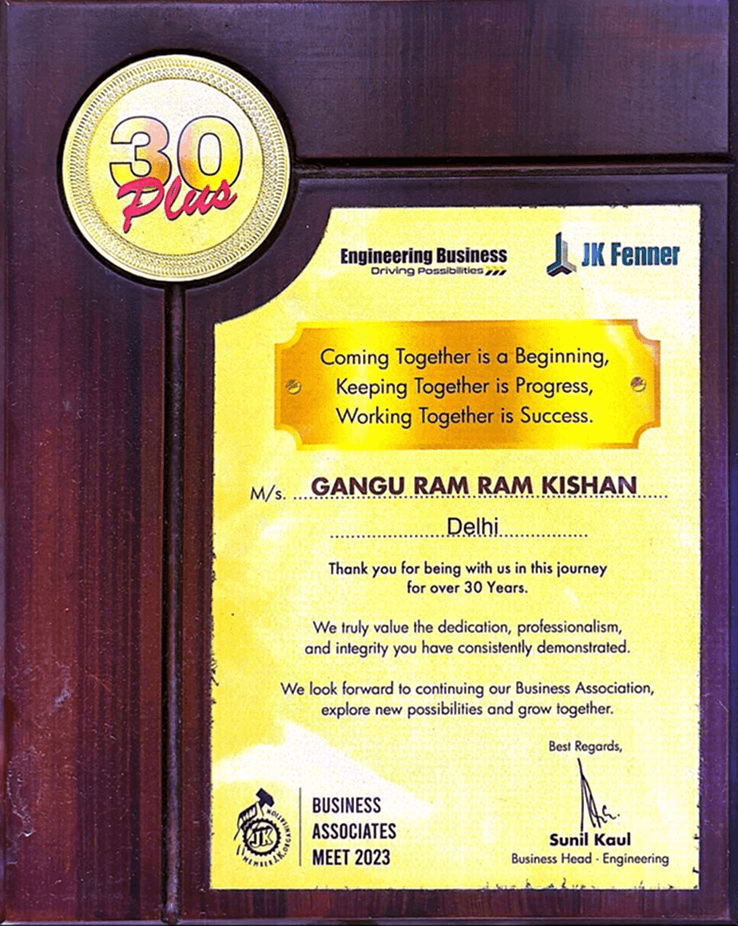 30
Plus
Engineering Business
Driving Possibilities
JK Fenner
Coming Together is a Beginning,
Keeping Together is Progress,
Working Together is Success.
M/s. GANGU RAM RAM KISHAN
Delhi
Thank you for being with us in this journey
for over 30 Years.
We truly value the dedication, professionalism,
and integrity you have consistently demonstrated.
We look forward to continuing our Business Association,
explore new possibilities and grow together.
Best Regards,
Sunil Kaul
Business Head - Engineering
JK
MEMBER J.K. ORGANISATION
BUSINESS
ASSOCIATES
MEET 2023